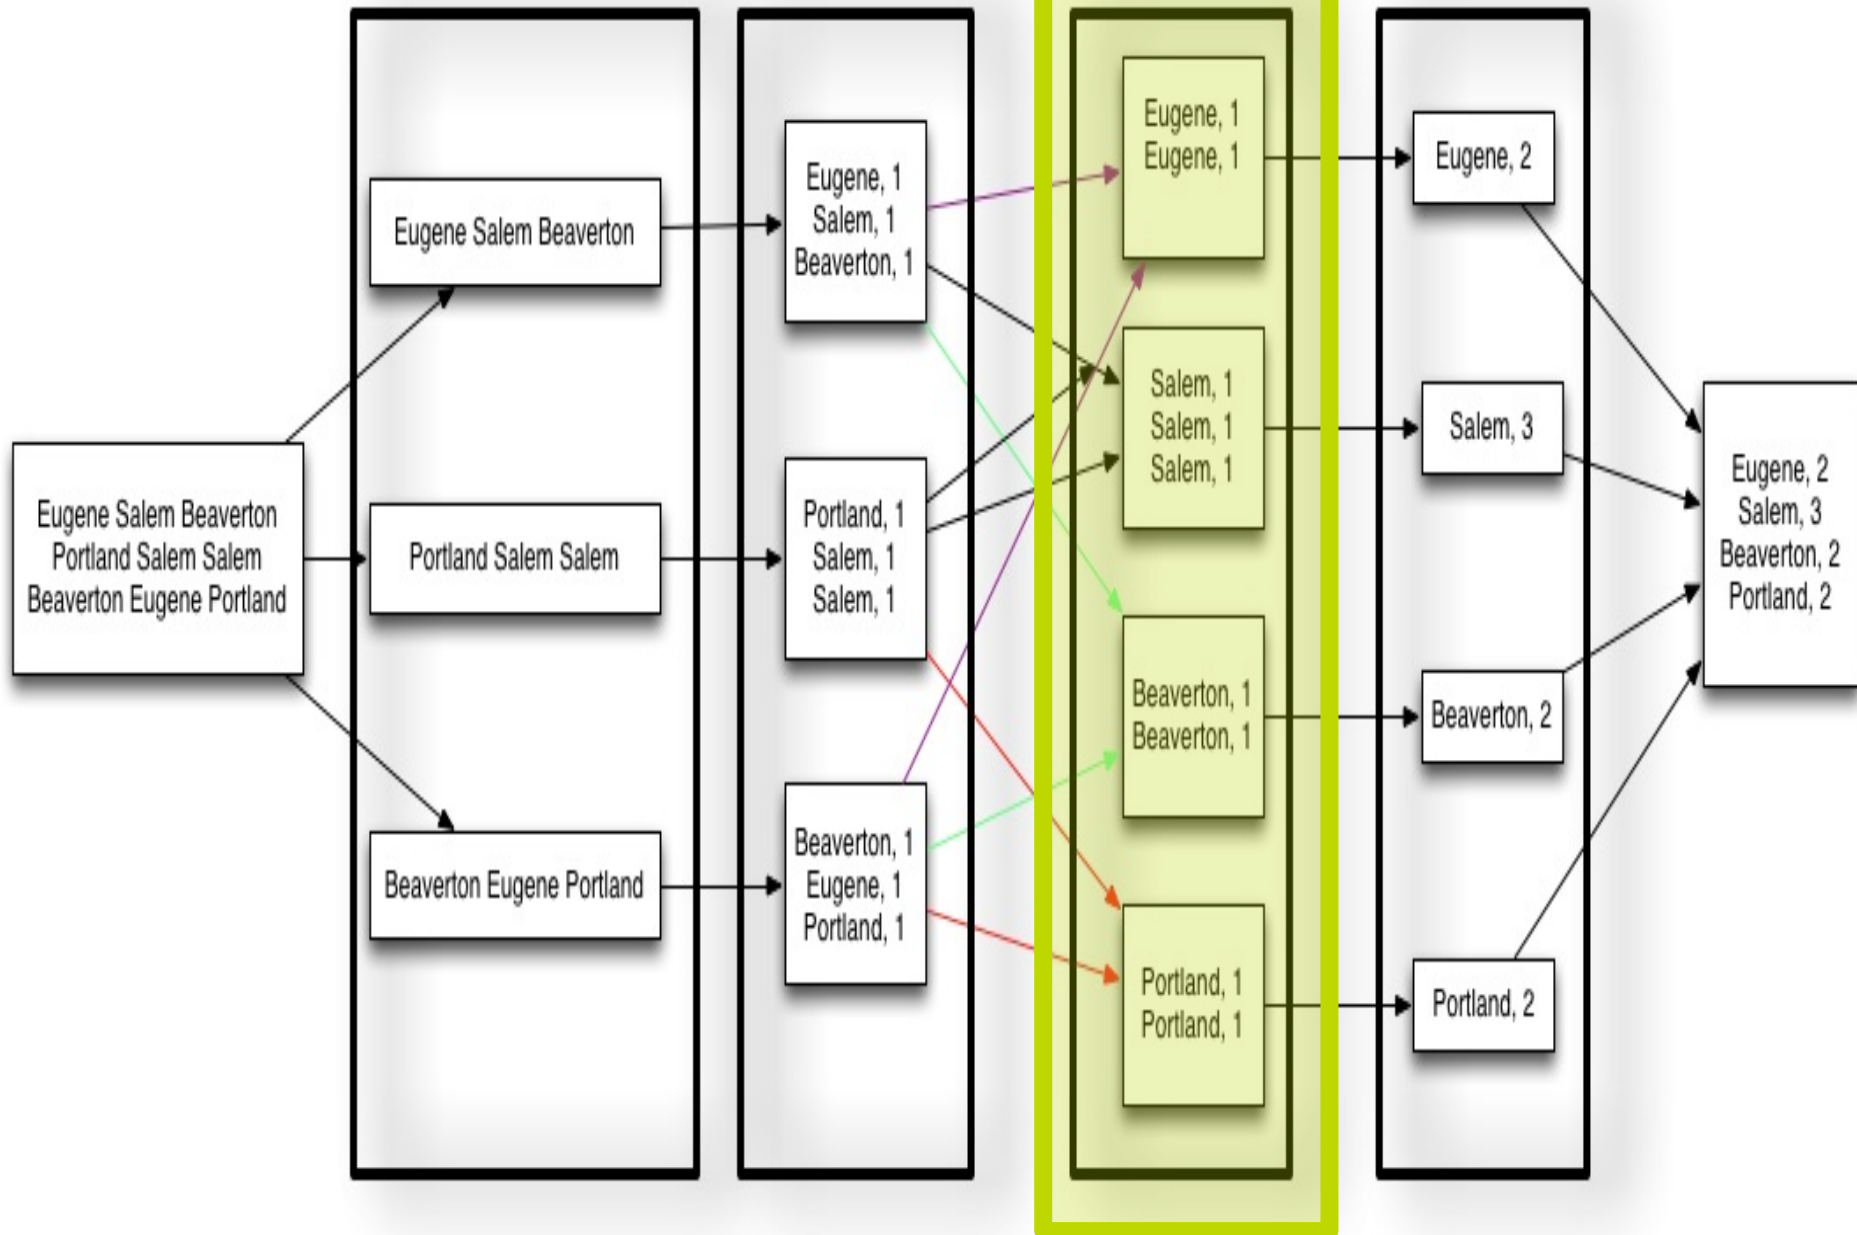 Eugene Salem Beaverton
Portland Salem Salem
Beaverton Eugene Portland
Eugene Salem Beaverton
Portland Salem Salem
Beaverton Eugene Portland
Eugene, 1
Salem, 1
Beaverton, 1
Portland, 1
Salem, 1
Salem, 1
Beaverton, 1
Eugene, 1
Portland, 1
Eugene, 1
Eugene, 1
Salem, 1
Salem, 1
Salem, 1
Beaverton, 1
Beaverton, 1
Portland, 1
Portland, 1
Eugene, 2
Salem, 3
Beaverton, 2
Portland, 2
Eugene, 2
Salem, 3
Beaverton, 2
Portland, 2